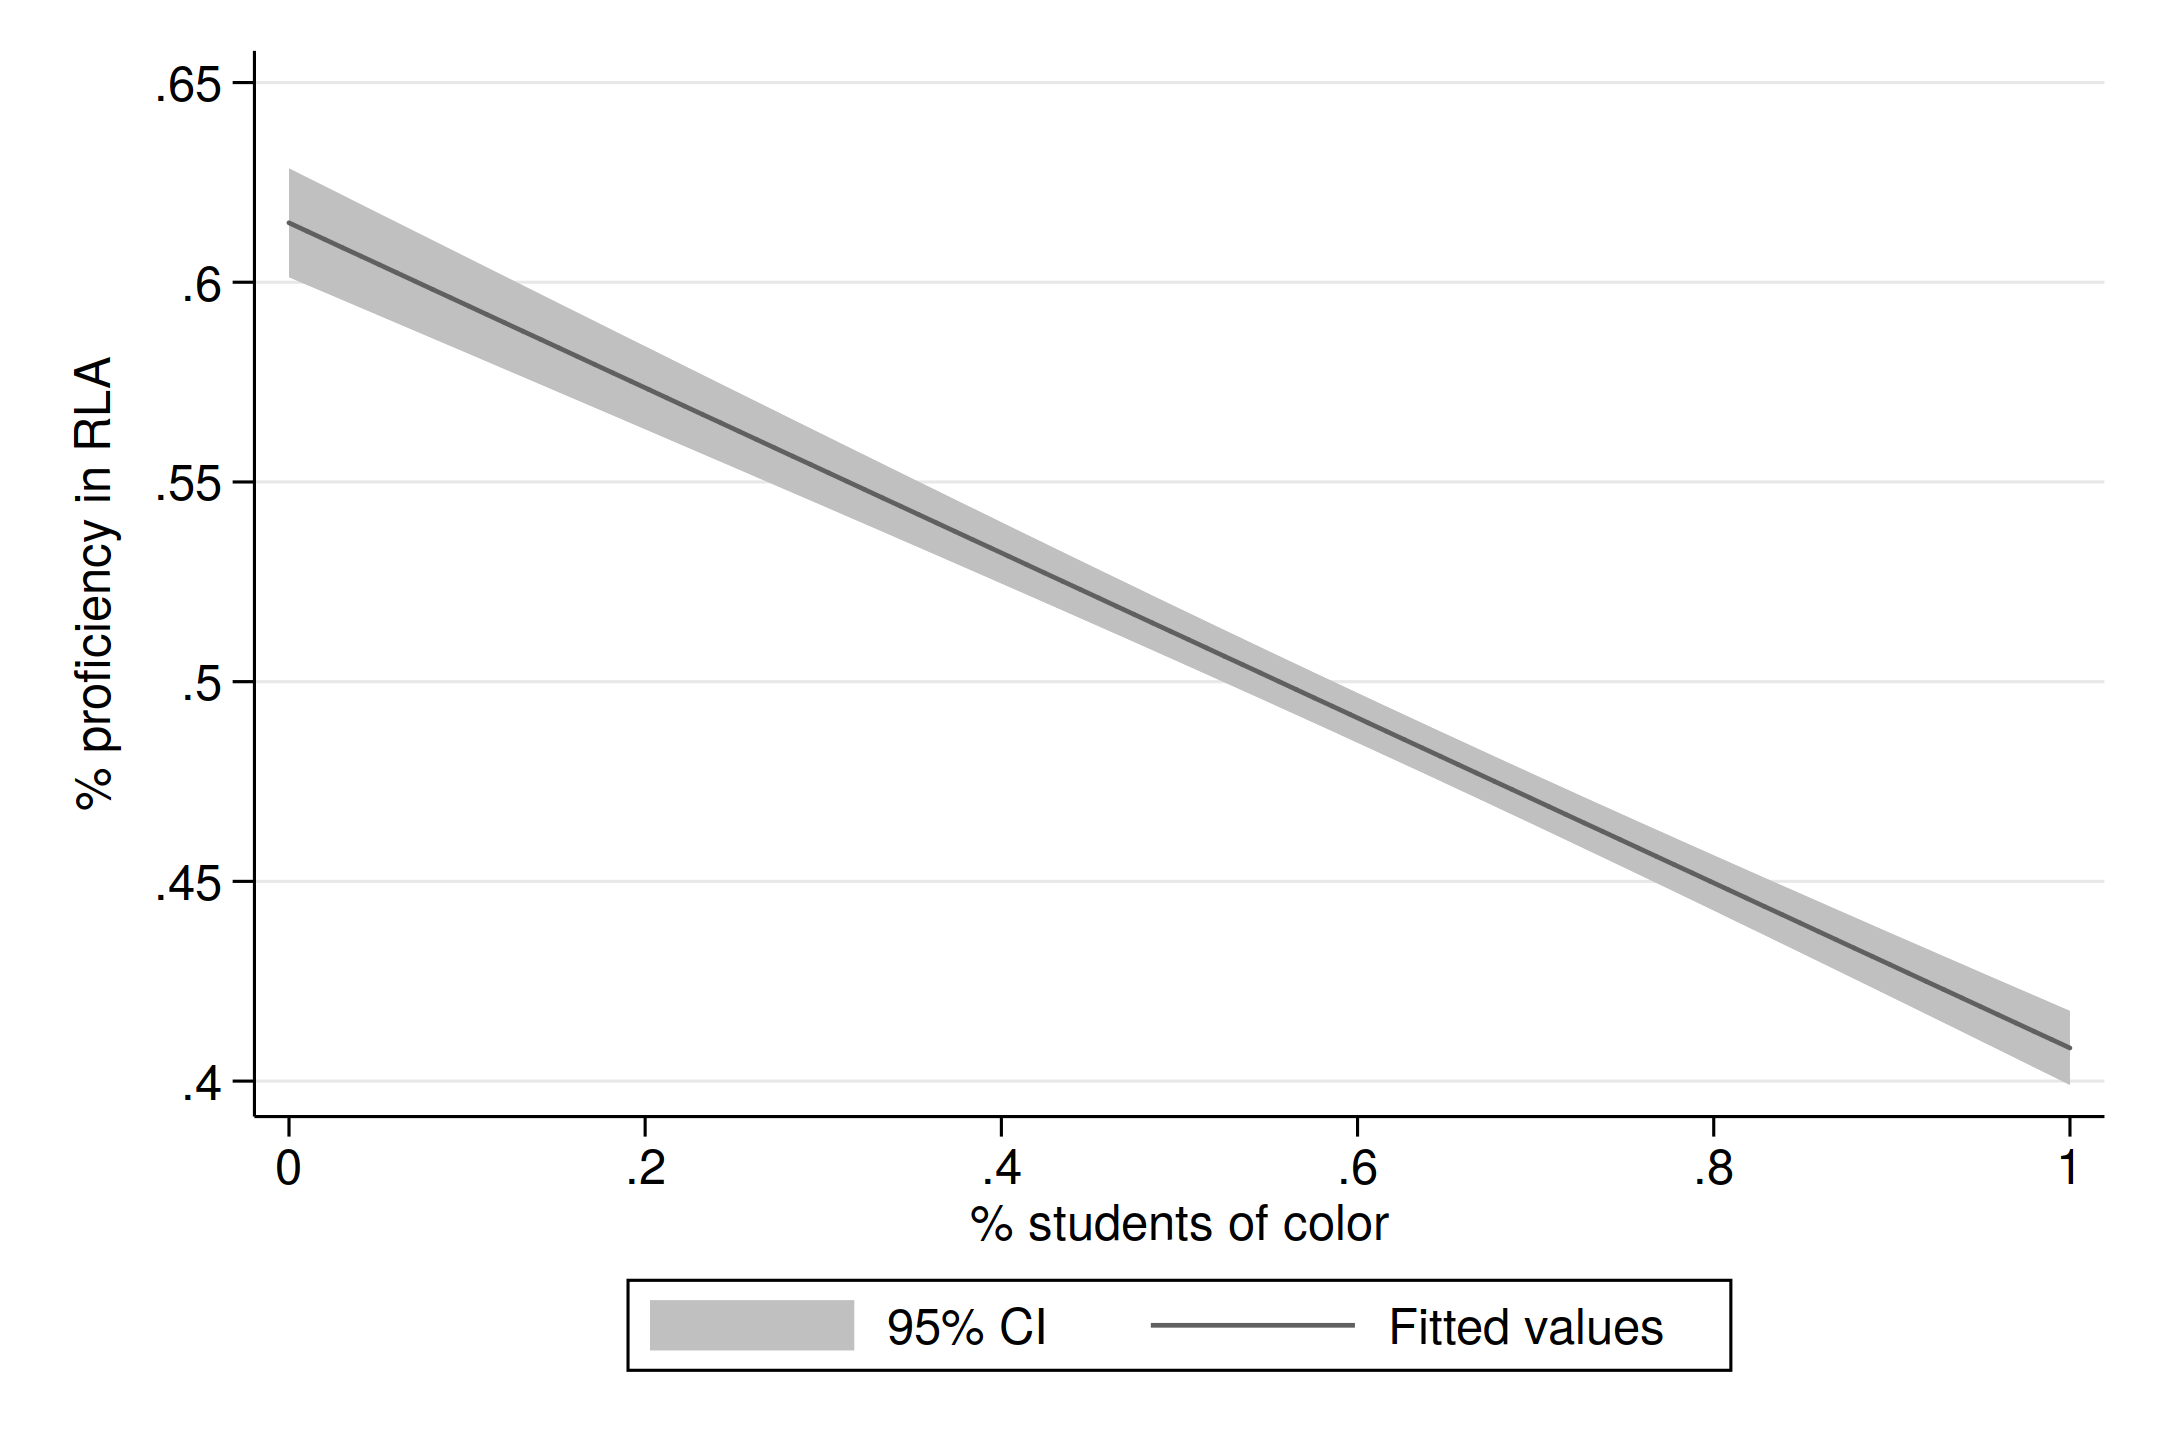 .65
.6
.55
.5
.45
.4
% proficiency in RLA
0 .2 .4 .6 .8 1
% students of color
95% CI Fitted values